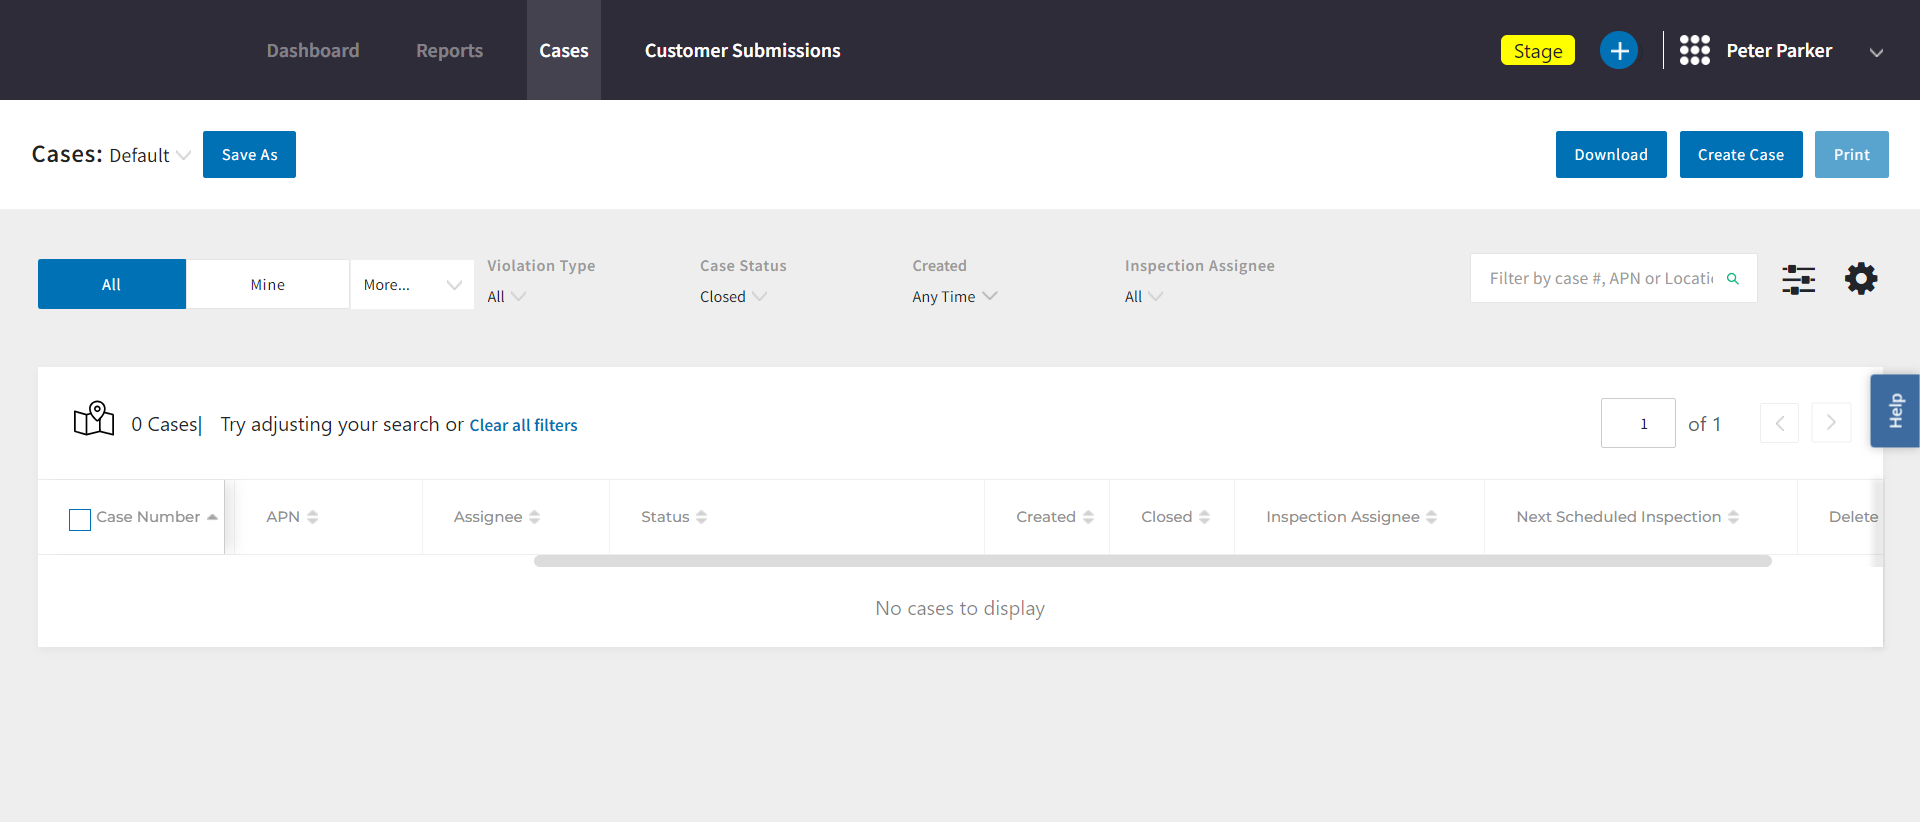 Dashboard Reports Cases Customer Submissions Stage Peter Parker
Cases: Default Save As Download Create Case Print
All Mine More... Violation Type Case Status Created Inspection Assignee
All Closed Any Time All
Filter by case #, APN or Locati
Help
0 Cases| Try adjusting your search or Clear all filters 1 of 1
Case Number APN Assignee Status Created Closed Inspection Assignee Next Scheduled Inspection Delete
No cases to display